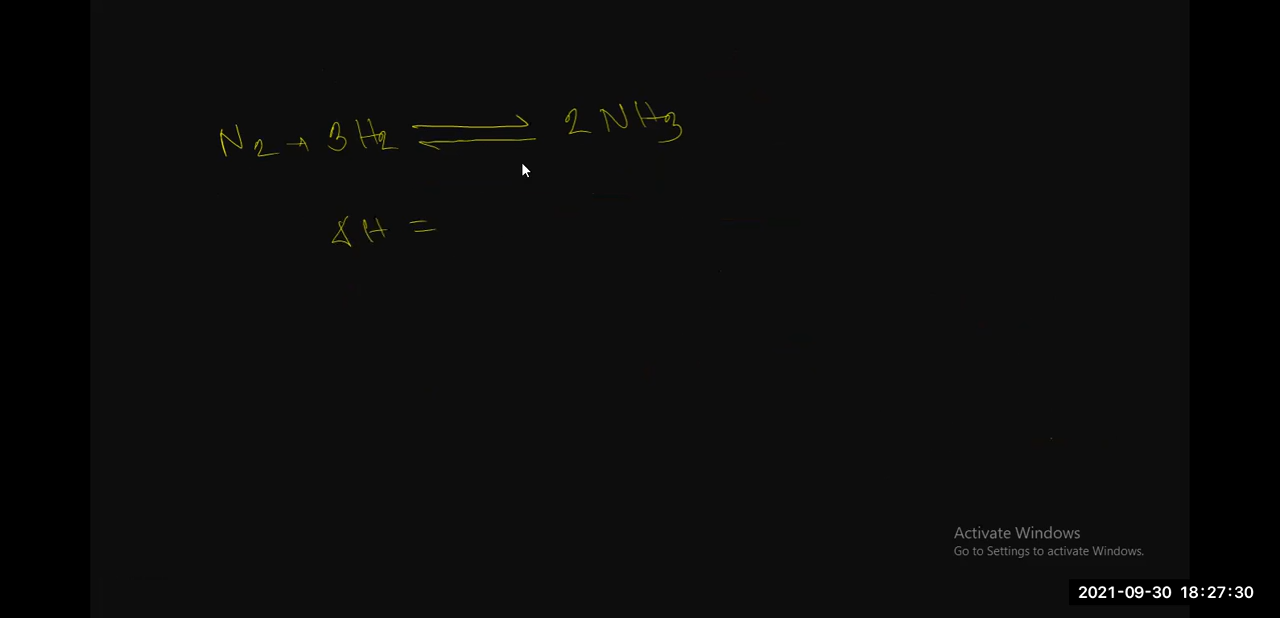 N2 + 3H2 ⇌ 2NH3
ΔH =
Activate Windows
Go to Settings to activate Windows.
2021-09-30 18:27:30